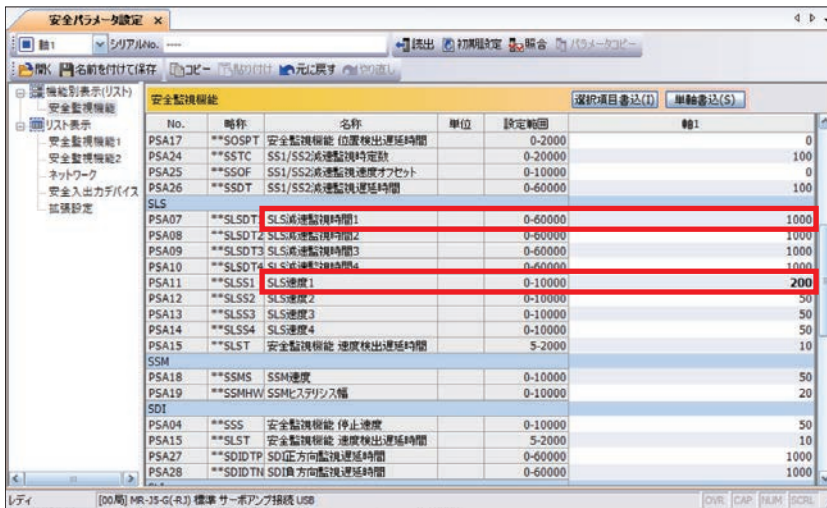 安全パラメータ設定 ×
軸1 シリアルNo. ---- 読出 初期設定 照合 パラメータコピー
開く 名前を付けて保存 コピー 貼り付け 元に戻す やり直し
機能別表示(リスト)
安全監視機能
リスト表示
安全監視機能1
安全監視機能2
ネットワーク
安全入出力デバイス
拡張設定
安全監視機能 選択項目書込(I) 単軸書込(S)
No. 略称 名称 単位 設定範囲 軸1
PSA17 **SOSPT 安全監視機能 位置検出遅延時間 0-2000 0
PSA24 **SSTC SS1/SS2減速監視時定数 0-20000 100
PSA25 **SSOF SS1/SS2減速監視速度オフセット 0-10000 0
PSA26 **SSDT SS1/SS2減速監視遅延時間 0-60000 100
SLS
PSA07 **SLSDT SLS減速監視時間1 0-60000 1000
PSA08 **SLSDT2 SLS減速監視時間2 0-60000 1000
PSA09 **SLSDT3 SLS減速監視時間3 0-60000 1000
PSA10 **SLSDT4 SLS減速監視時間4 0-60000 1000
PSA11 **SLSS1 SLS速度1 0-10000 200
PSA12 **SLSS2 SLS速度2 0-10000 50
PSA13 **SLSS3 SLS速度3 0-10000 50
PSA14 **SLSS4 SLS速度4 0-10000 50
PSA15 **SLST 安全監視機能 速度検出遅延時間 5-2000 10
SSM
PSA18 **SSMS SSM速度 0-10000 50
PSA19 **SSMHW SSMヒステリシス幅 0-10000 20
SDI
PSA04 **SSS 安全監視機能 停止速度 0-10000 50
PSA15 **SLST 安全監視機能 速度検出遅延時間 5-2000 10
PSA27 **SDIDTP SDI正方向監視遅延時間 0-60000 1000
PSA28 **SDIDTN SDI負方向監視遅延時間 0-60000 1000
レディ [00局] MR-J5-G(-RJ) 標準 サーボアンプ接続 USB OVR CAP NUM SCRL